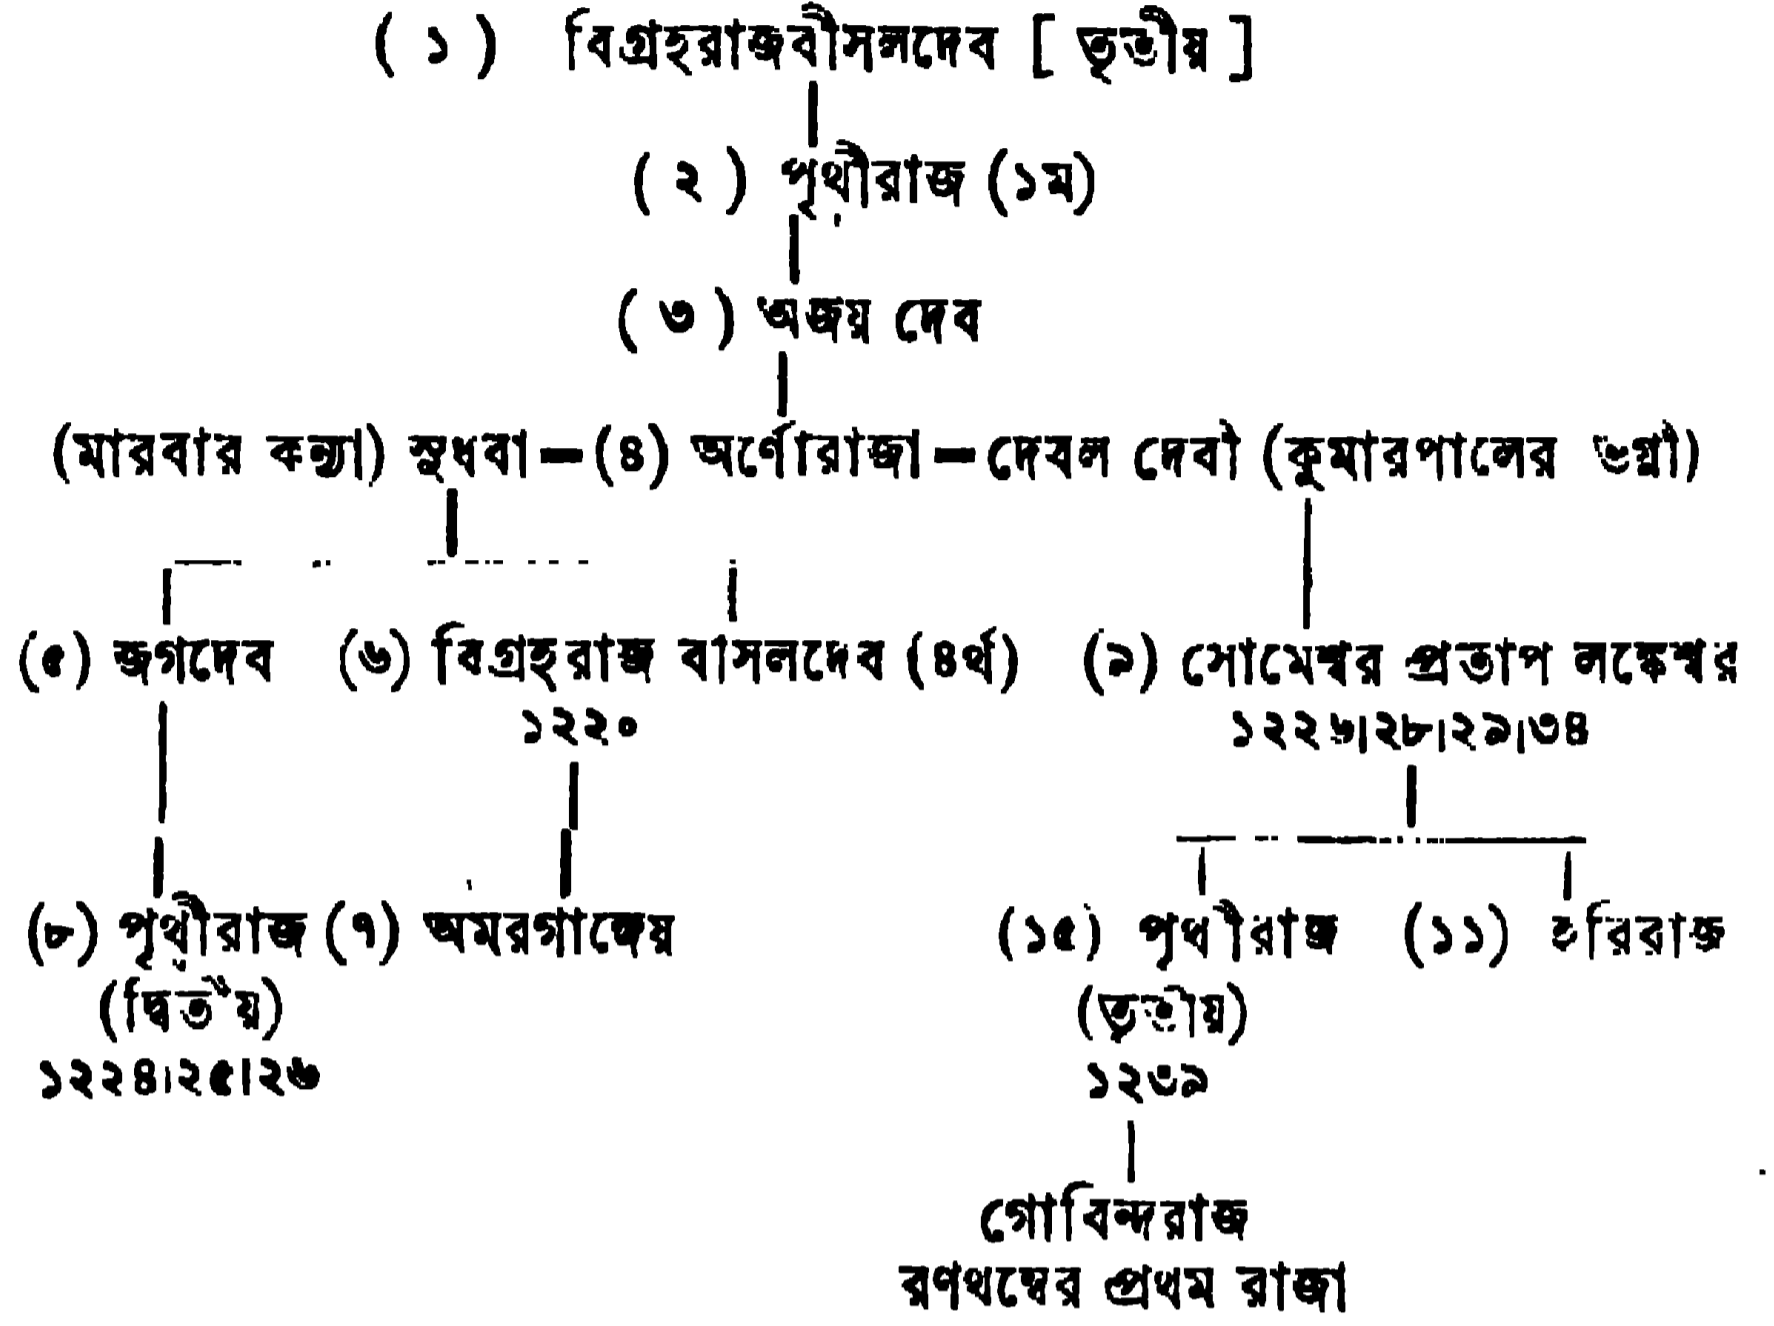 ( ১ ) বিগ্রহরাজবীসলদেব [ তৃতীয় ]
( ২ ) পৃথ্বীরাজ (১ম)
( ৩ ) অজয় দেব
(মারবার কন্যা) সুধবা – (৪) অর্ণোরাজা – দেবল দেবী (কুমারপালের ভগ্নী)
(৫) জগদেব (৬) বিগ্রহরাজ বীসলদেব (৪র্থ) (৯) সোমেশ্বর প্রতাপ লঙ্কেশ্বর
১২২০ ১২২৬।২৮।২৯।৩৪
(৮) পৃথ্বীরাজ (৭) অমরগাঙ্গেয় (১৫) পৃথ্বীরাজ (১১) হরিরাজ
(দ্বিতীয়) (তৃতীয়)
১২২৪।২৫।২৬ ১২৩৯
গোবিন্দরাজ
রণথম্বের প্রথম রাজা